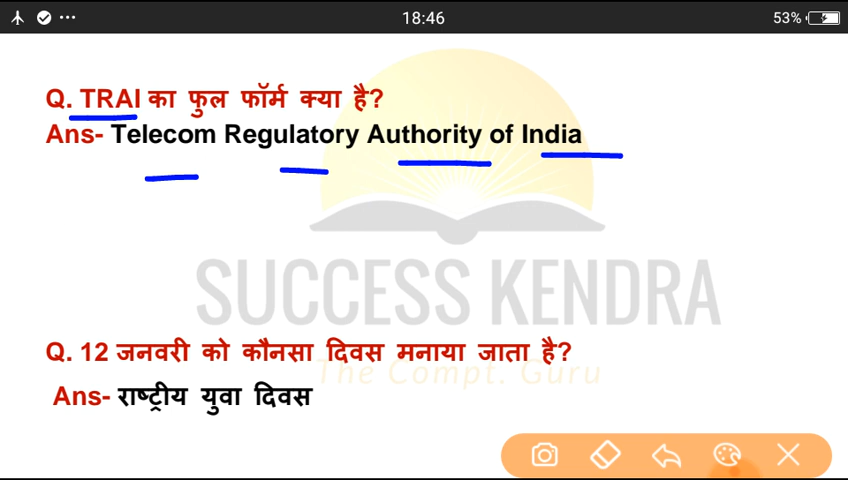 18:46
53%
Q. TRAI का फुल फॉर्म क्या है?
Ans- Telecom Regulatory Authority of India
SUCCESS KENDRA
Q. 12 जनवरी को कौनसा दिवस मनाया जाता है?
The Compt. Guru
Ans- राष्ट्रीय युवा दिवस